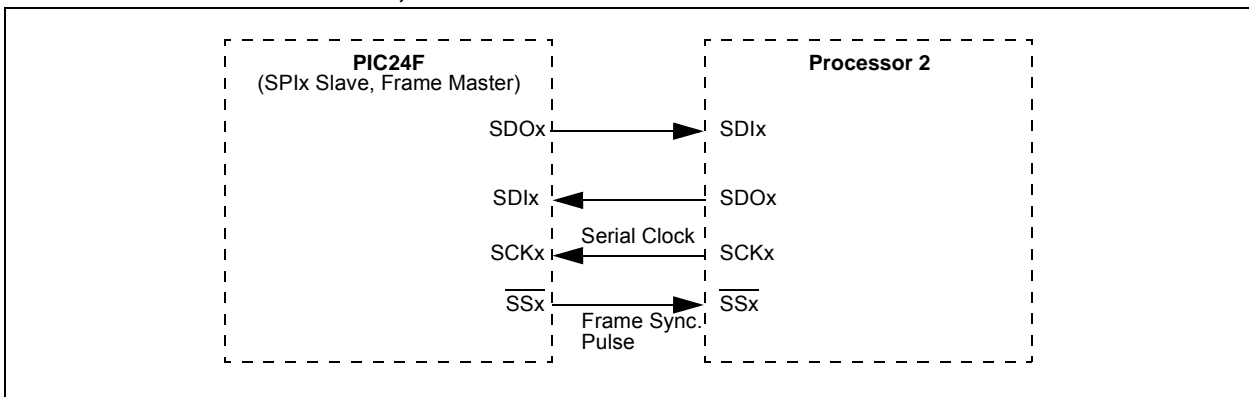 PIC24F
(SPIx Slave, Frame Master)
Processor 2
SDOx
SDIx
SDIx
SDOx
Serial Clock
SCKx
SCKx
SSx
SSx
Frame Sync.
Pulse